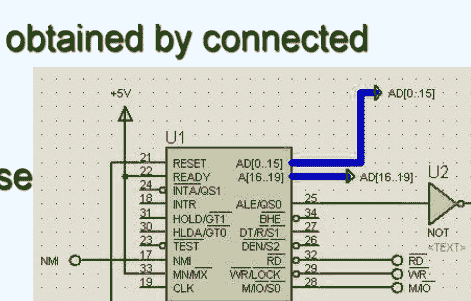 obtained by connected
se
+5V
AD[0..15]
U1
U2
21 RESET AD[0..15]
22 READY A[16..19] AD[16..19]
24 INTA/QS1
18 INTR ALE/QS0 25
31 HOLD/GT1 BHE 34
30 HLDA/GT0 DT/R/S1 27
23 TEST DEN/S2 26
NOT
<TEXT>
NMI 17 NMI RD 32 RD
33 MN/MX WR/LOCK 29 WR
19 CLK M/IO/S0 28 M/IO